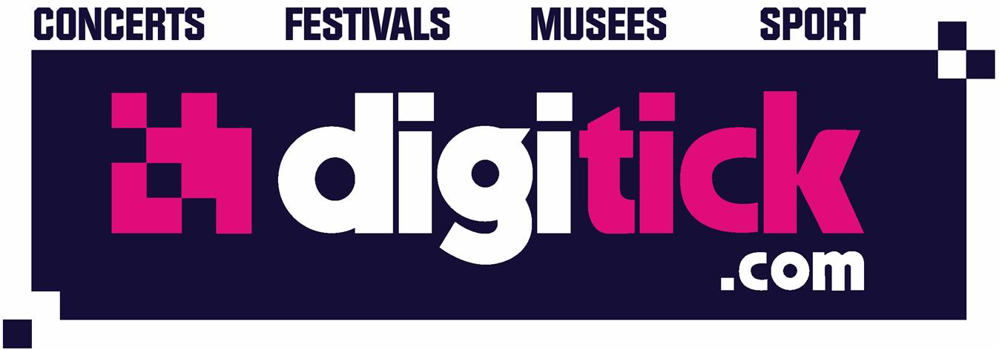 CONCERTS FESTIVALS MUSEES SPORT
digitick
.com